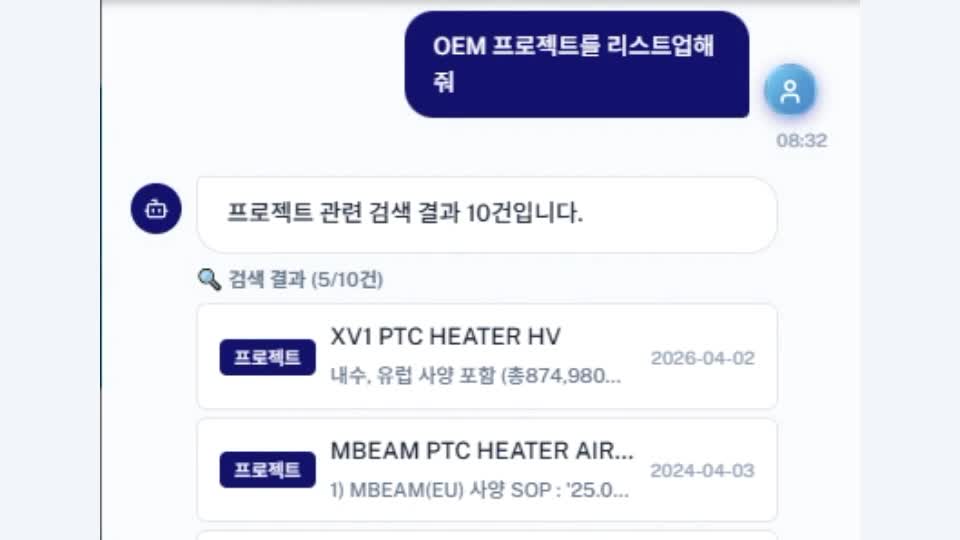 OEM 프로젝트를 리스트업해
줘
08:32
프로젝트 관련 검색 결과 10건입니다.
검색 결과 (5/10건)
프로젝트
XV1 PTC HEATER HV
내수, 유럽 사양 포함 (총874,980...
2026-04-02
프로젝트
MBEAM PTC HEATER AIR...
1) MBEAM(EU) 사양 SOP : '25.0...
2024-04-03